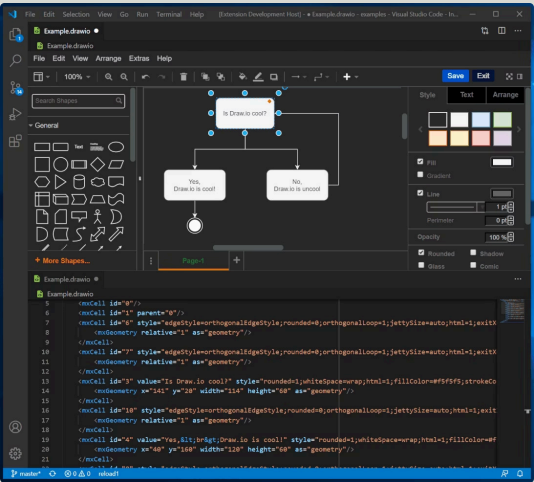 File Edit Selection View Go Run Terminal Help [Extension Development Host] - ● Example.drawio - examples - Visual Studio Code - In...
Example.drawio ●
Example.drawio
File Edit View Arrange Extras Help
100%
Save Exit
Search Shapes
General
Text
+ More Shapes...
Is Draw.io cool?
Yes,
Draw.io is cool!
No,
Draw.io is uncool
Page-1
Style Text Arrange
Fill
Gradient
Line
1 pt
Perimeter 0 pt
Opacity 100 %
Rounded Shadow
Glass Comic
Example.drawio ●
Example.drawio
5 <mxCell id="0"/>
6 <mxCell id="1" parent="0"/>
7 <mxCell id="6" style="edgeStyle=orthogonalEdgeStyle;rounded=0;orthogonalLoop=1;jettySize=auto;html=1;exitX
8 <mxGeometry relative="1" as="geometry"/>
9 </mxCell>
10 <mxCell id="7" style="edgeStyle=orthogonalEdgeStyle;rounded=0;orthogonalLoop=1;jettySize=auto;html=1;exitX
11 <mxGeometry relative="1" as="geometry"/>
12 </mxCell>
13 <mxCell id="3" value="Is Draw.io cool?" style="rounded=1;whiteSpace=wrap;html=1;fillColor=#f5f5f5;strokeCo
14 <mxGeometry x="141" y="20" width="114" height="60" as="geometry"/>
15 </mxCell>
16 <mxCell id="10" style="edgeStyle=orthogonalEdgeStyle;rounded=0;orthogonalLoop=1;jettySize=auto;html=1;exit
17 <mxGeometry relative="1" as="geometry"/>
18 </mxCell>
19 <mxCell id="4" value="Yes,&lt;br&gt;Draw.io is cool!" style="rounded=1;whiteSpace=wrap;html=1;fillColor=#f
20 <mxGeometry x="40" y="160" width="120" height="60" as="geometry"/>
21 </mxCell>
master* 0 0 reload1